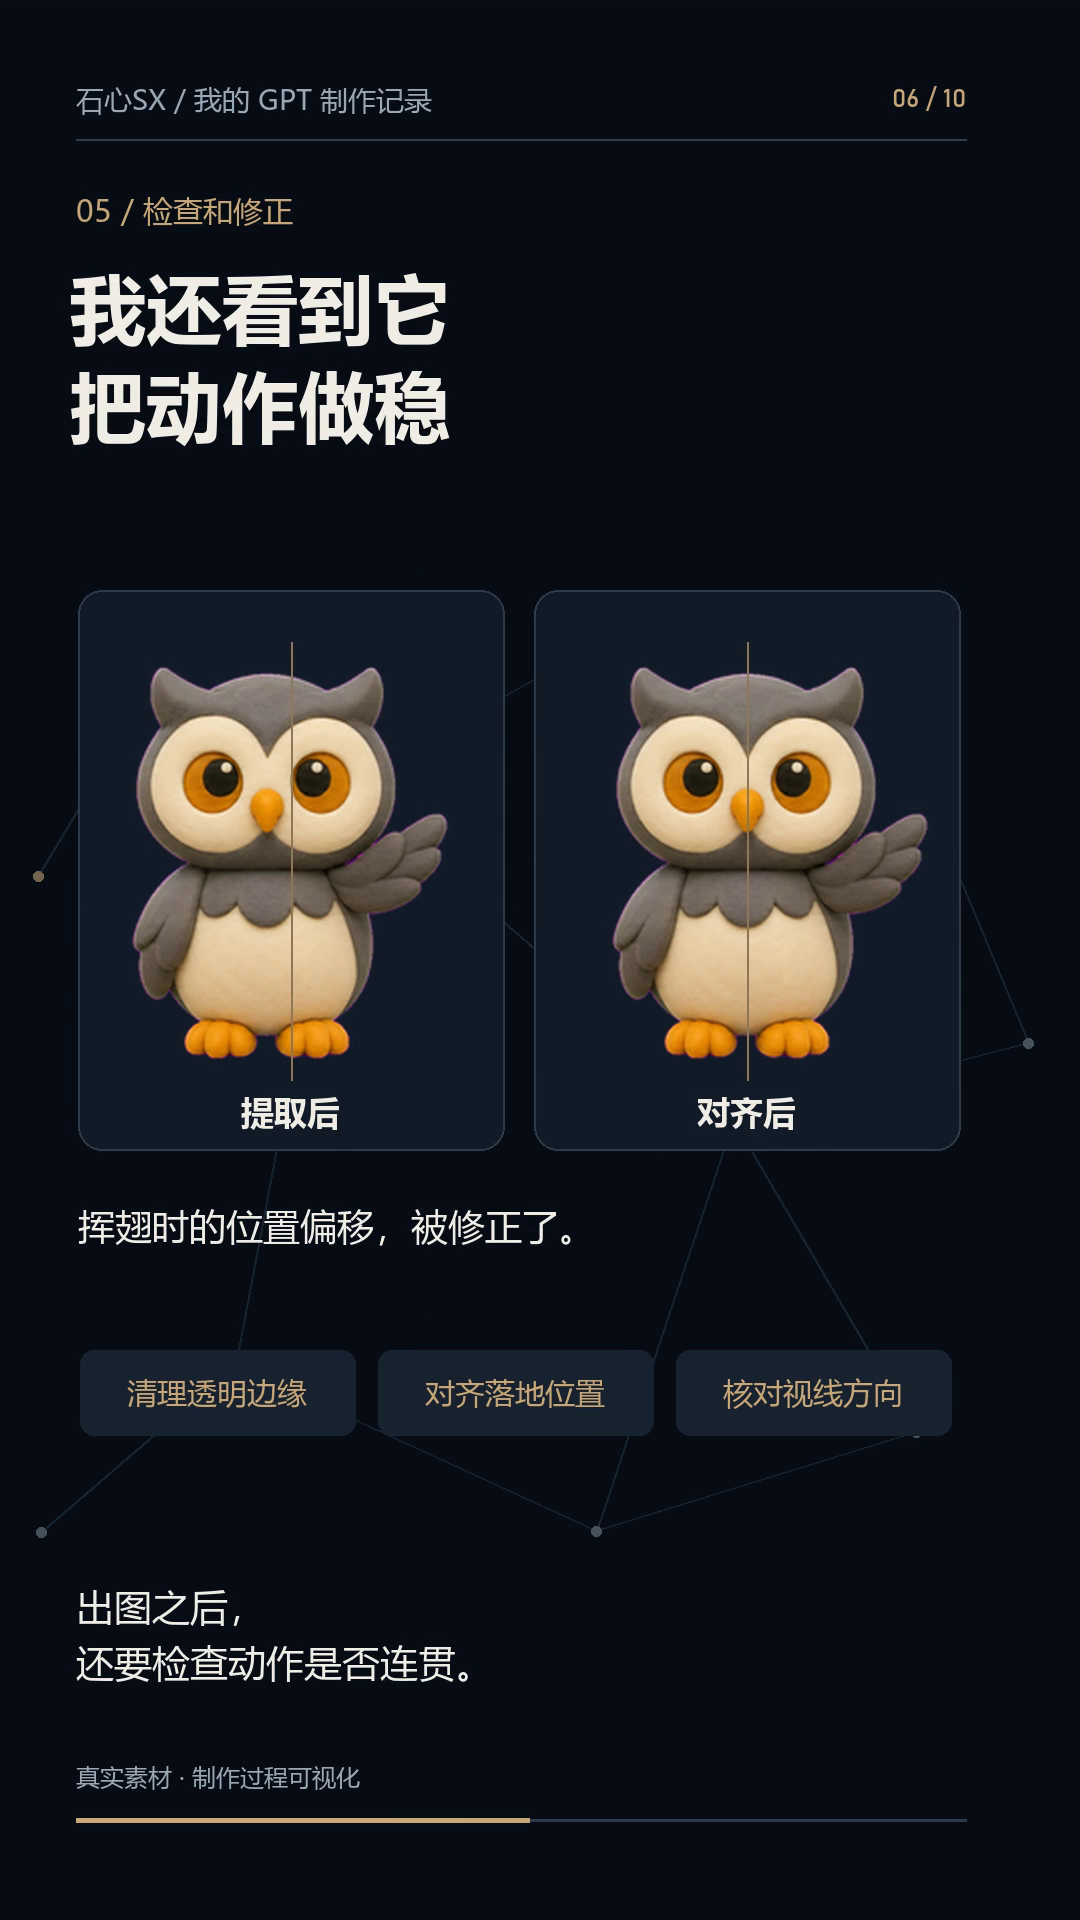 石心SX / 我的 GPT 制作记录
06 / 10
05 / 检查和修正
我还看到它
把动作做稳
提取后
对齐后
挥翅时的位置偏移，被修正了。
清理透明边缘
对齐落地位置
核对视线方向
出图之后，
还要检查动作是否连贯。
真实素材 · 制作过程可视化